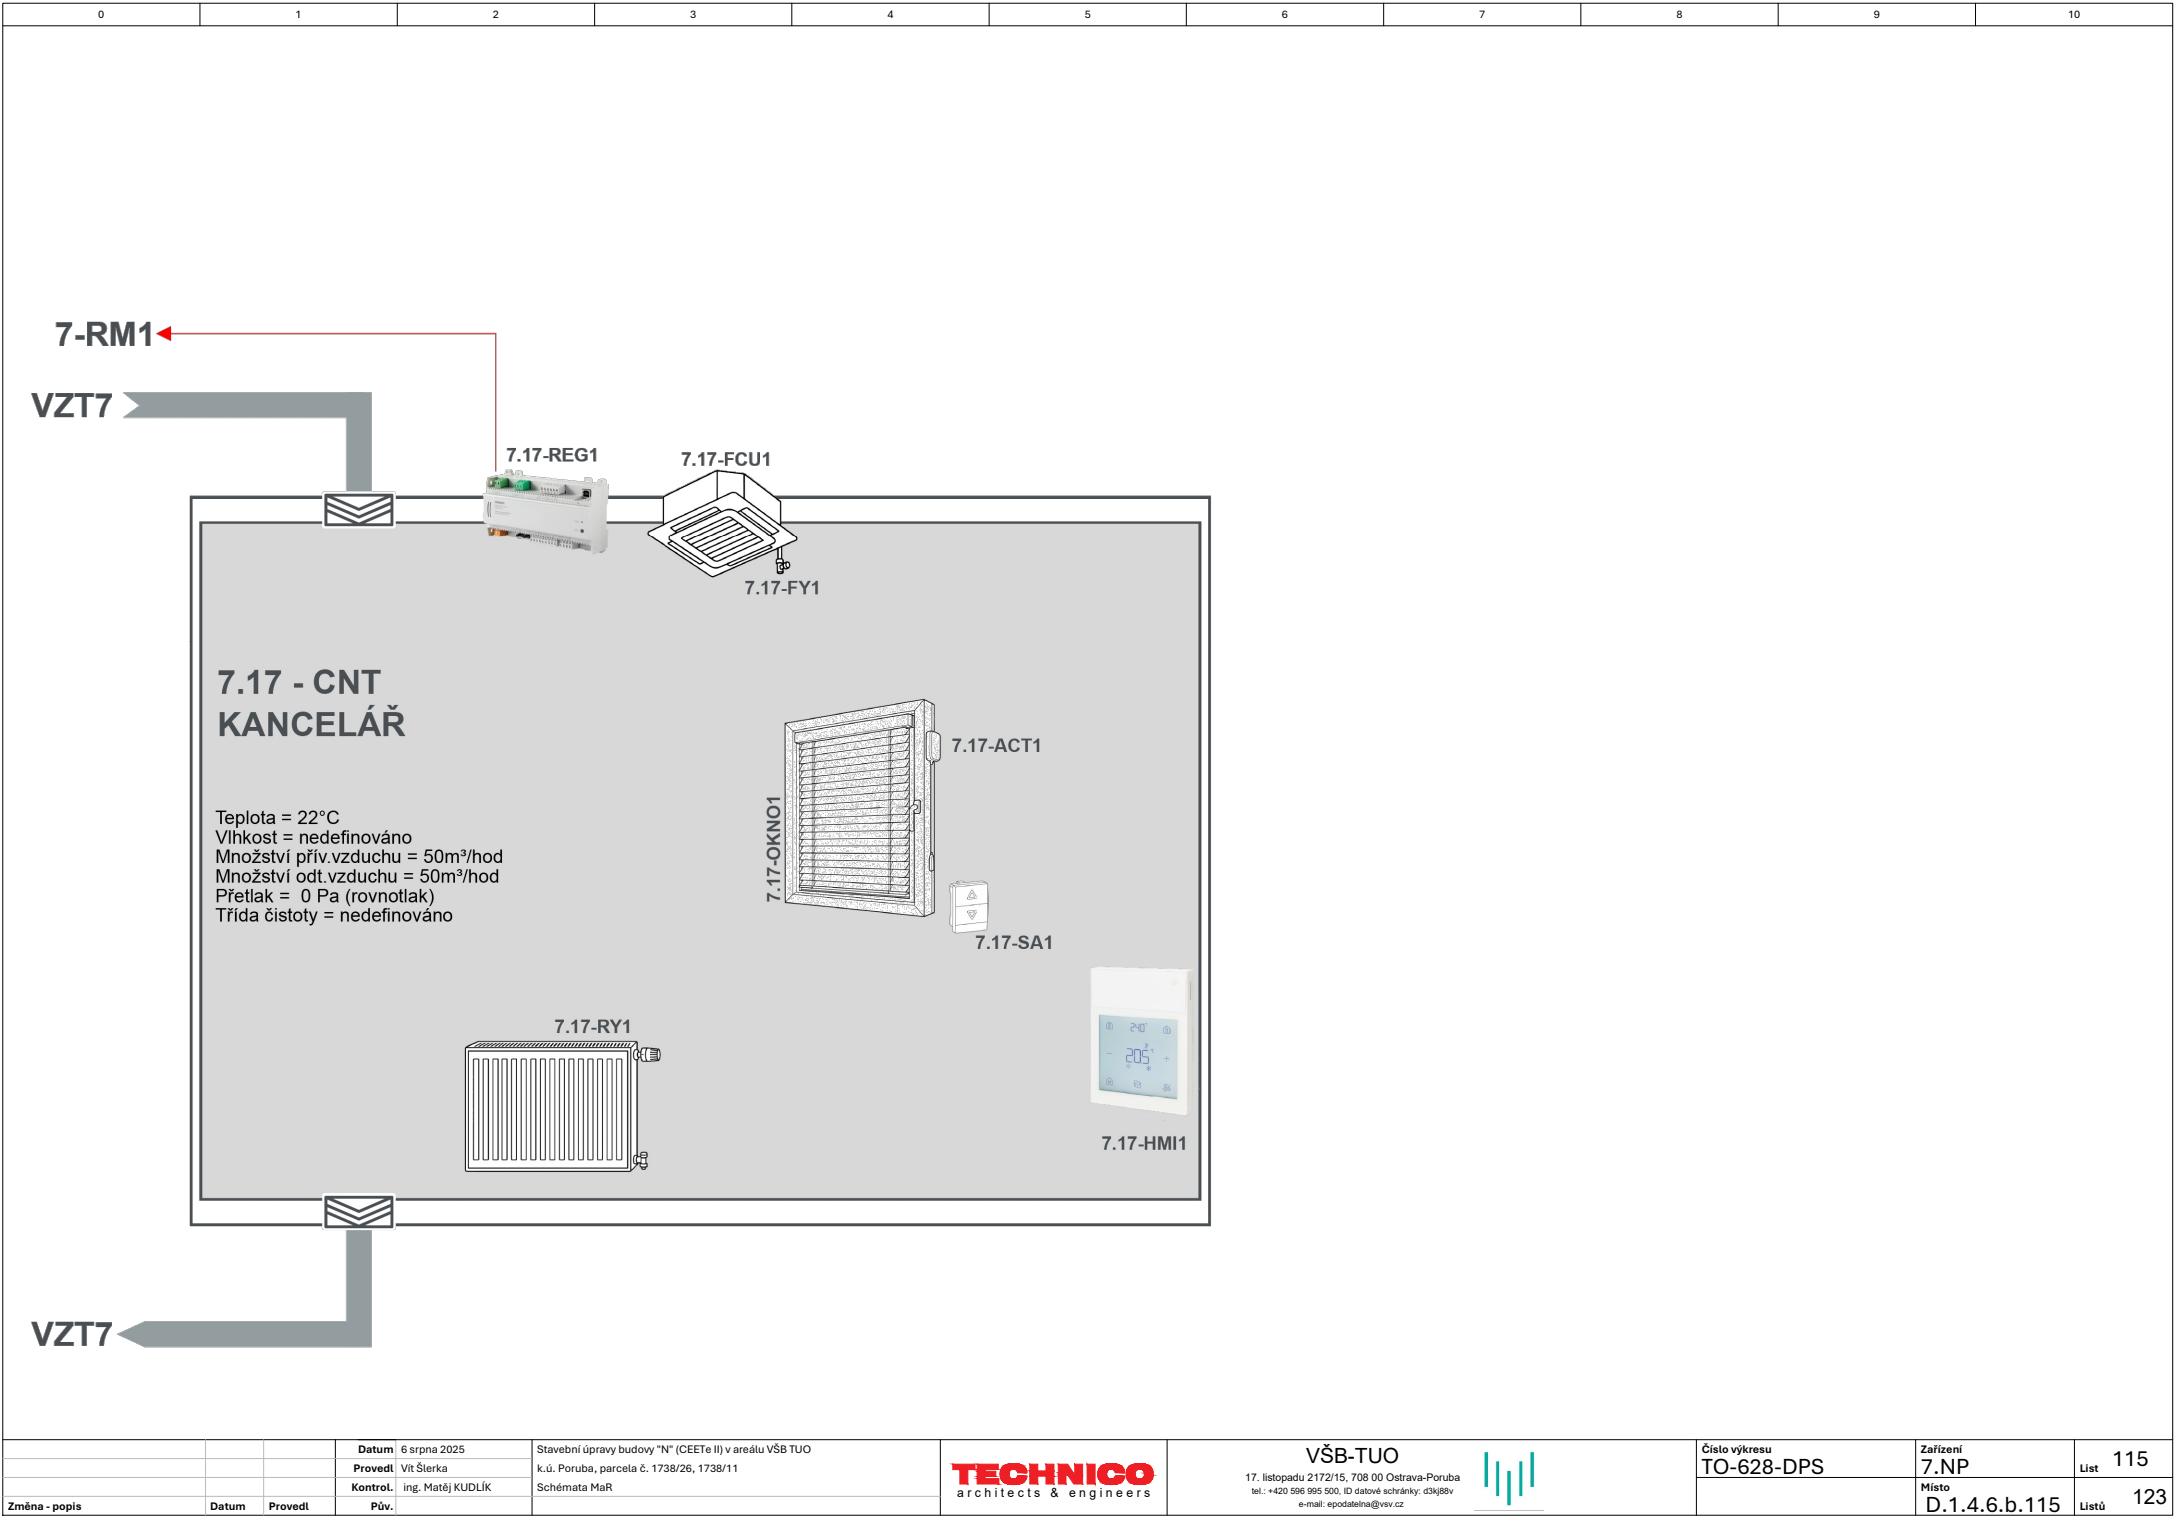 0 1 2 3 4 5 6 7 8 9 10
7-RM1
VZT7
7.17-REG1
7.17-FCU1
7.17-FY1
7.17 - CNT
KANCELÁŘ
7.17-ACT1
7.17-OKNO1
Teplota = 22°C
Vlhkost = nedefinováno
Množství přív.vzduchu = 50m³/hod
Množství odt.vzduchu = 50m³/hod
Přetlak = 0 Pa (rovnotlak)
Třída čistoty = nedefinováno
7.17-SA1
7.17-RY1
7.17-HMI1
VZT7
Změna - popis
Datum
Provedl
Datum 6 srpna 2025
Provedl Vít Šlerka
Kontrol. ing. Matěj KUDLÍK
Pův.
Stavební úpravy budovy "N" (CEETe II) v areálu VŠB TUO
k.ú. Poruba, parcela č. 1738/26, 1738/11
Schémata MaR
TECHNICO
architects & engineers
VŠB-TUO
17. listopadu 2172/15, 708 00 Ostrava-Poruba
tel.: +420 596 995 500, ID datové schránky: d3kj88v
e-mail: epodatelna@vsv.cz
Číslo výkresu
TO-628-DPS
Zařízení
7.NP
Místo
D.1.4.6.b.115
List 115
Listů 123